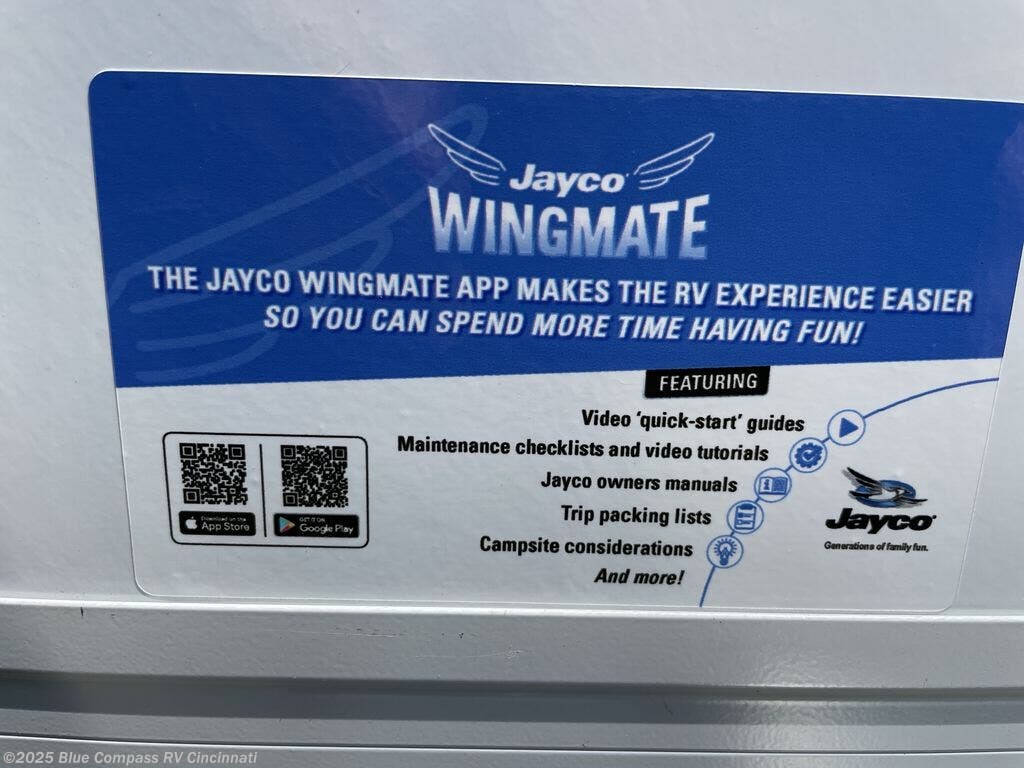 Jayco
WINGMATE
THE JAYCO WINGMATE APP MAKES THE RV EXPERIENCE EASIER
SO YOU CAN SPEND MORE TIME HAVING FUN!
FEATURING
Video ‘quick-start’ guides
Maintenance checklists and video tutorials
Jayco owners manuals
Trip packing lists
Campsite considerations
And more!
Download on the
App Store
GET IT ON
Google Play
Jayco
Generations of family fun.
©2025 Blue Compass RV Cincinnati